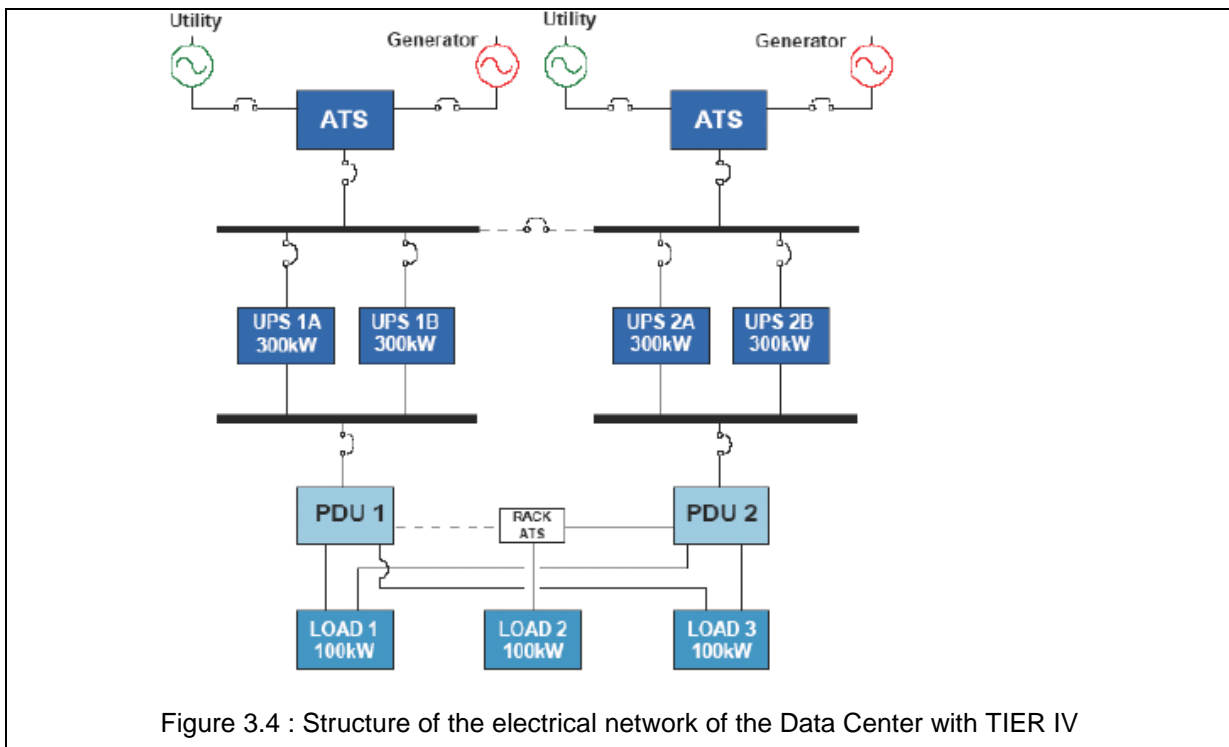 Utility
Generator
Utility
Generator
ATS
ATS
UPS 1A
300kW
UPS 1B
300kW
UPS 2A
300kW
UPS 2B
300kW
PDU 1
RACK
ATS
PDU 2
LOAD 1
100kW
LOAD 2
100kW
LOAD 3
100kW
Figure 3.4 : Structure of the electrical network of the Data Center with TIER IV